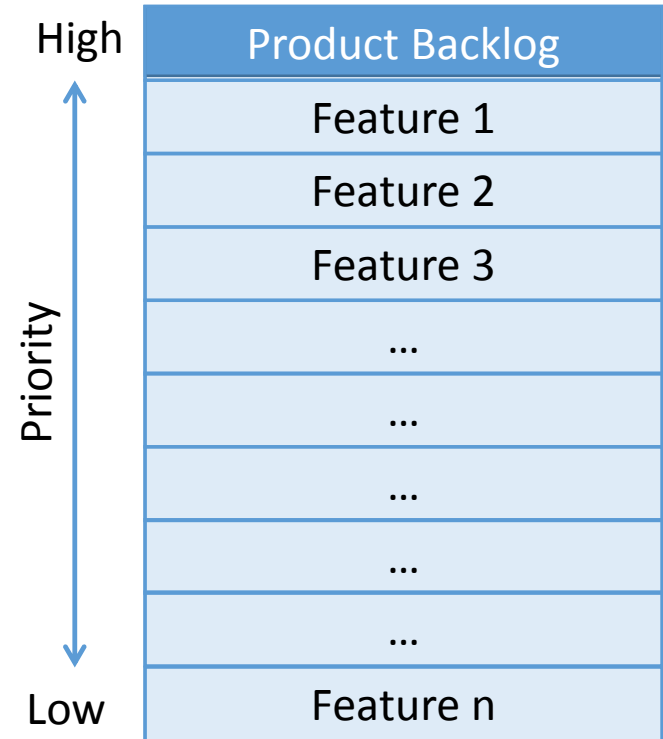 High
Product Backlog
Feature 1
Feature 2
Feature 3
...
...
...
...
...
Feature n
Priority
Low